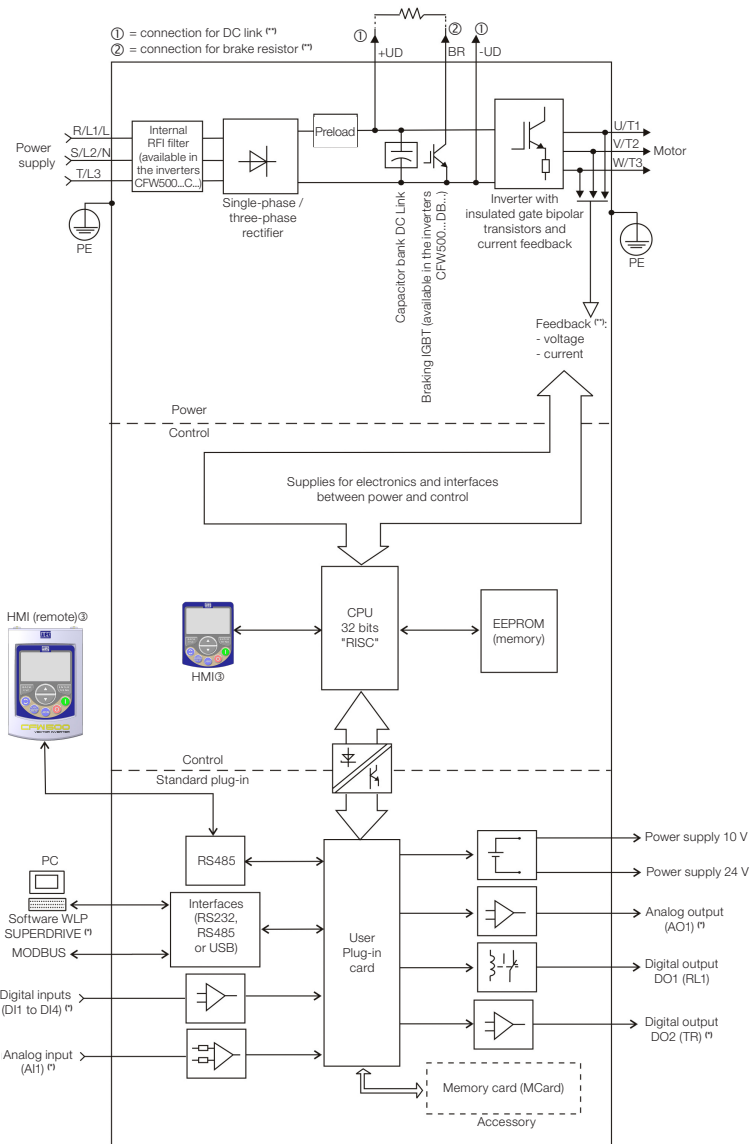 ① = connection for DC link (**)
② = connection for brake resistor (**)
① ② ①
+UD BR -UD
Power
supply
R/L1/L
S/L2/N
T/L3
PE
Internal
RFI filter
(available in
the inverters
CFW500...C...)
Single-phase /
three-phase
rectifier
Preload
Capacitor bank DC Link
Braking IGBT (available in the inverters
CFW500...DB...)
Inverter with
insulated gate bipolar
transistors and
current feedback
U/T1
V/T2
W/T3
Motor
PE
Feedback (**):
- voltage
- current
Power
Control
Supplies for electronics and interfaces
between power and control
CPU
32 bits
"RISC"
EEPROM
(memory)
HMI③
HMI (remote)③
CFW500
VECTOR INVERTER
Control
Standard plug-in
RS485
PC
Software WLP
SUPERDRIVE (*)
MODBUS
Interfaces
(RS232,
RS485
or USB)
Digital inputs
(DI1 to DI4) (*)
Analog input
(AI1) (*)
User
Plug-in
card
Power supply 10 V
Power supply 24 V
Analog output
(AO1) (*)
Digital output
DO1 (RL1)
Digital output
DO2 (TR) (*)
Memory card (MCard)
Accessory